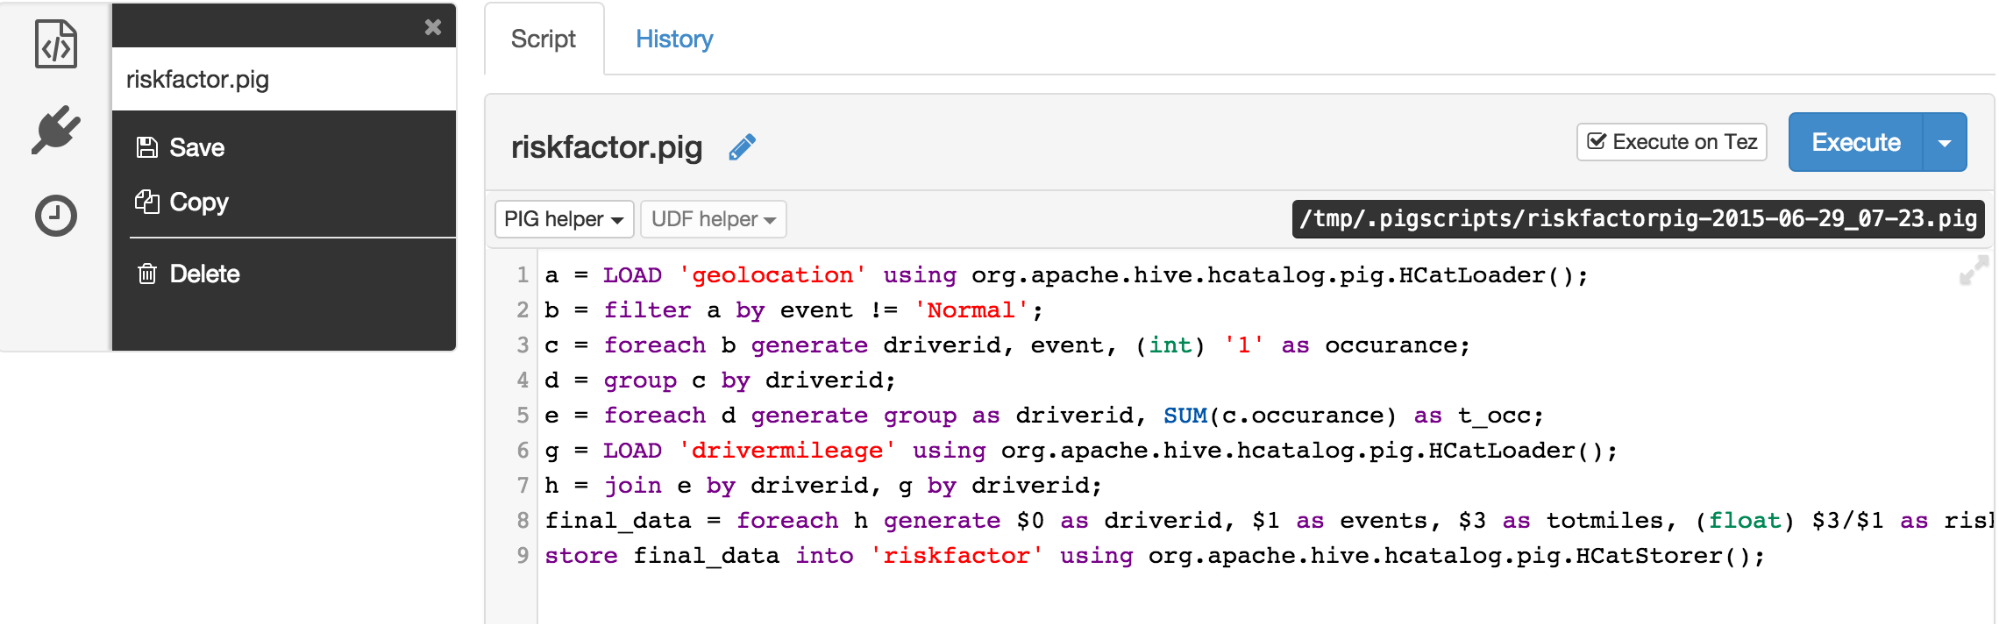 riskfactor.pig
Save
Copy
Delete
Script
History
riskfactor.pig
Execute on Tez
Execute
PIG helper
UDF helper
/tmp/.pigscripts/riskfactorpig-2015-06-29_07-23.pig
1 a = LOAD 'geolocation' using org.apache.hive.hcatalog.pig.HCatLoader();
2 b = filter a by event != 'Normal';
3 c = foreach b generate driverid, event, (int) '1' as occurance;
4 d = group c by driverid;
5 e = foreach d generate group as driverid, SUM(c.occurance) as t_occ;
6 g = LOAD 'drivermileage' using org.apache.hive.hcatalog.pig.HCatLoader();
7 h = join e by driverid, g by driverid;
8 final_data = foreach h generate $0 as driverid, $1 as events, $3 as totmiles, (float) $3/$1 as
9 store final_data into 'riskfactor' using org.apache.hive.hcatalog.pig.HCatStorer();